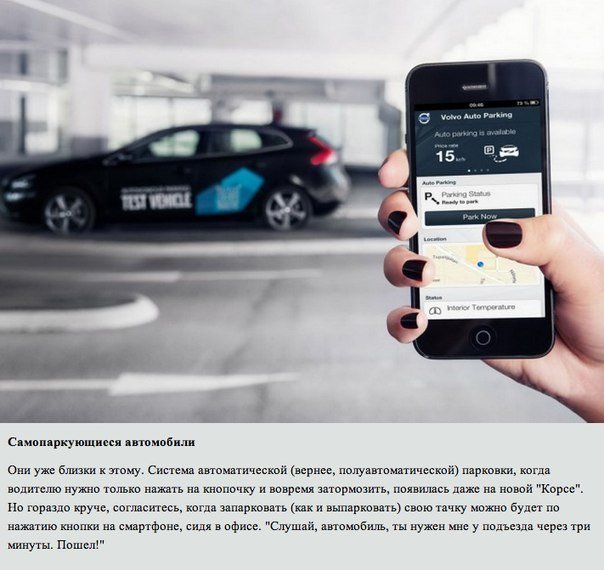 AUTONOMOUS PARKING
TEST VEHICLE
09:46
73 %
Volvo Auto Parking
Auto parking is available
Price rate
15 kr/h
Auto Parking
Parking Status
Ready to park
Park Now
Location
Status
Interior Temperature
Самопаркующиеся автомобили
Они уже близки к этому. Система автоматической (вернее, полуавтоматической) парковки, когда
водителю нужно только нажать на кнопочку и вовремя затормозить, появилась даже на новой "Корсе".
Но гораздо круче, согласитесь, когда запарковать (как и выпарковать) свою тачку можно будет по
нажатию кнопки на смартфоне, сидя в офисе. "Слушай, автомобиль, ты нужен мне у подъезда через три
минуты. Пошел!"